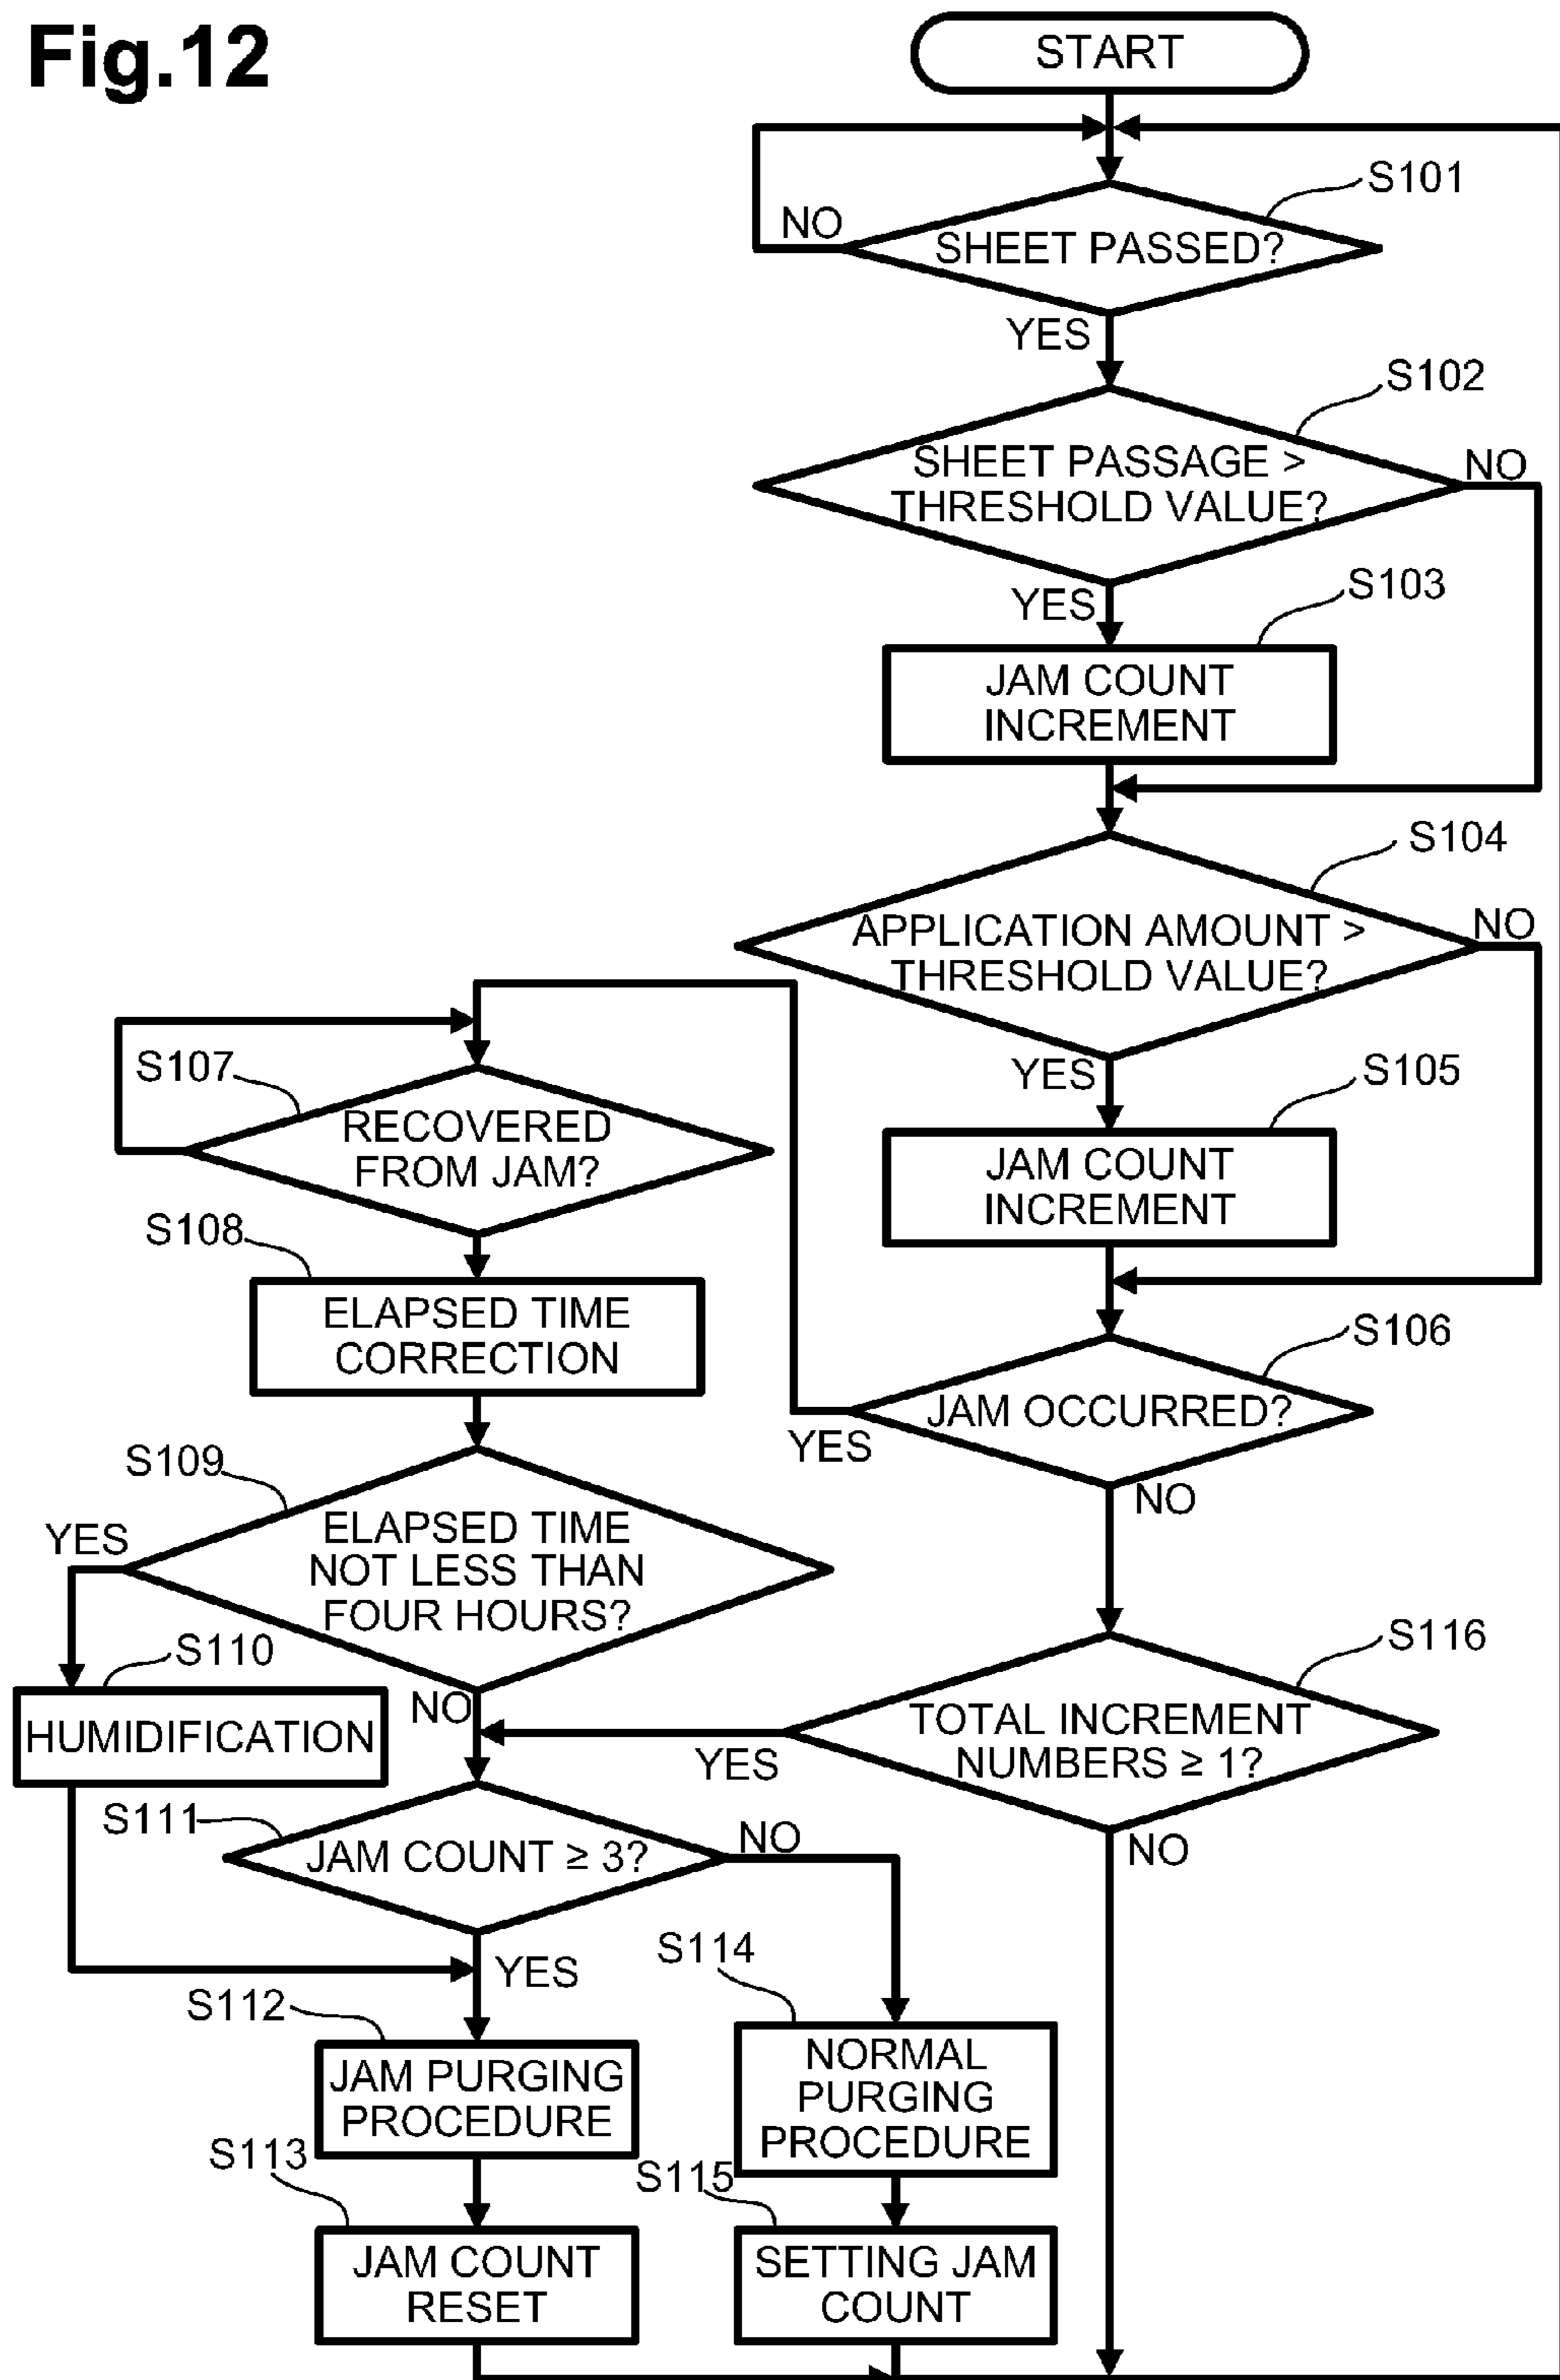 Fig.12
START
S101
NO
SHEET PASSED?
YES
S102
SHEET PASSAGE >
THRESHOLD VALUE?
NO
YES
S103
JAM COUNT
INCREMENT
S104
APPLICATION AMOUNT >
THRESHOLD VALUE?
NO
YES
S105
JAM COUNT
INCREMENT
S106
JAM OCCURRED?
YES
NO
S107
RECOVERED
FROM JAM?
S108
ELAPSED TIME
CORRECTION
S109
YES
ELAPSED TIME
NOT LESS THAN
FOUR HOURS?
NO
S110
HUMIDIFICATION
S116
TOTAL INCREMENT
NUMBERS ≥ 1?
YES
NO
S111
JAM COUNT ≥ 3?
NO
YES
S112
JAM PURGING
PROCEDURE
S113
JAM COUNT
RESET
S114
NORMAL
PURGING
PROCEDURE
S115
SETTING JAM
COUNT